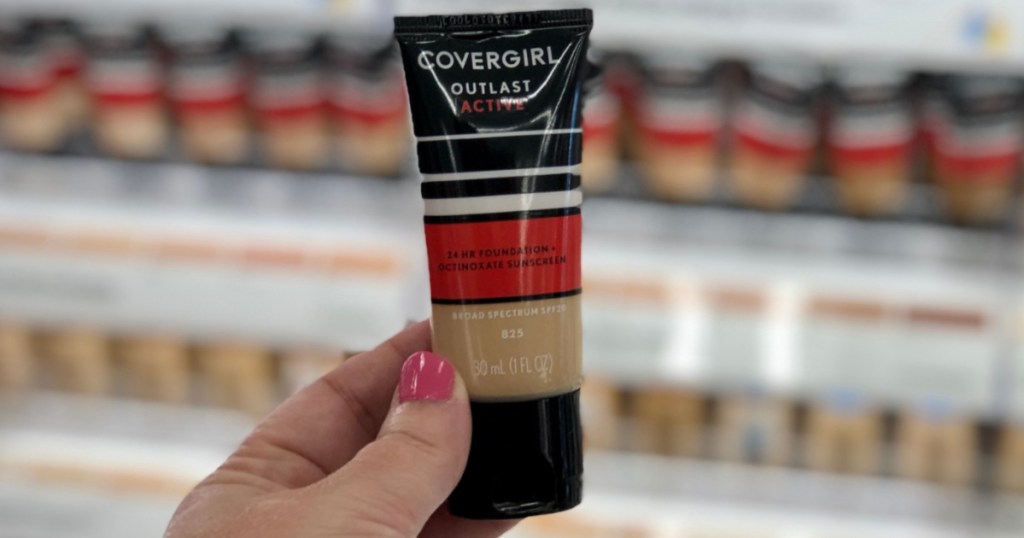 COVERGIRL
OUTLAST
ACTIVE
24 HR FOUNDATION +
OCTINOXATE SUNSCREEN
BROAD SPECTRUM SPF20
825
30 mL (1 FL OZ)